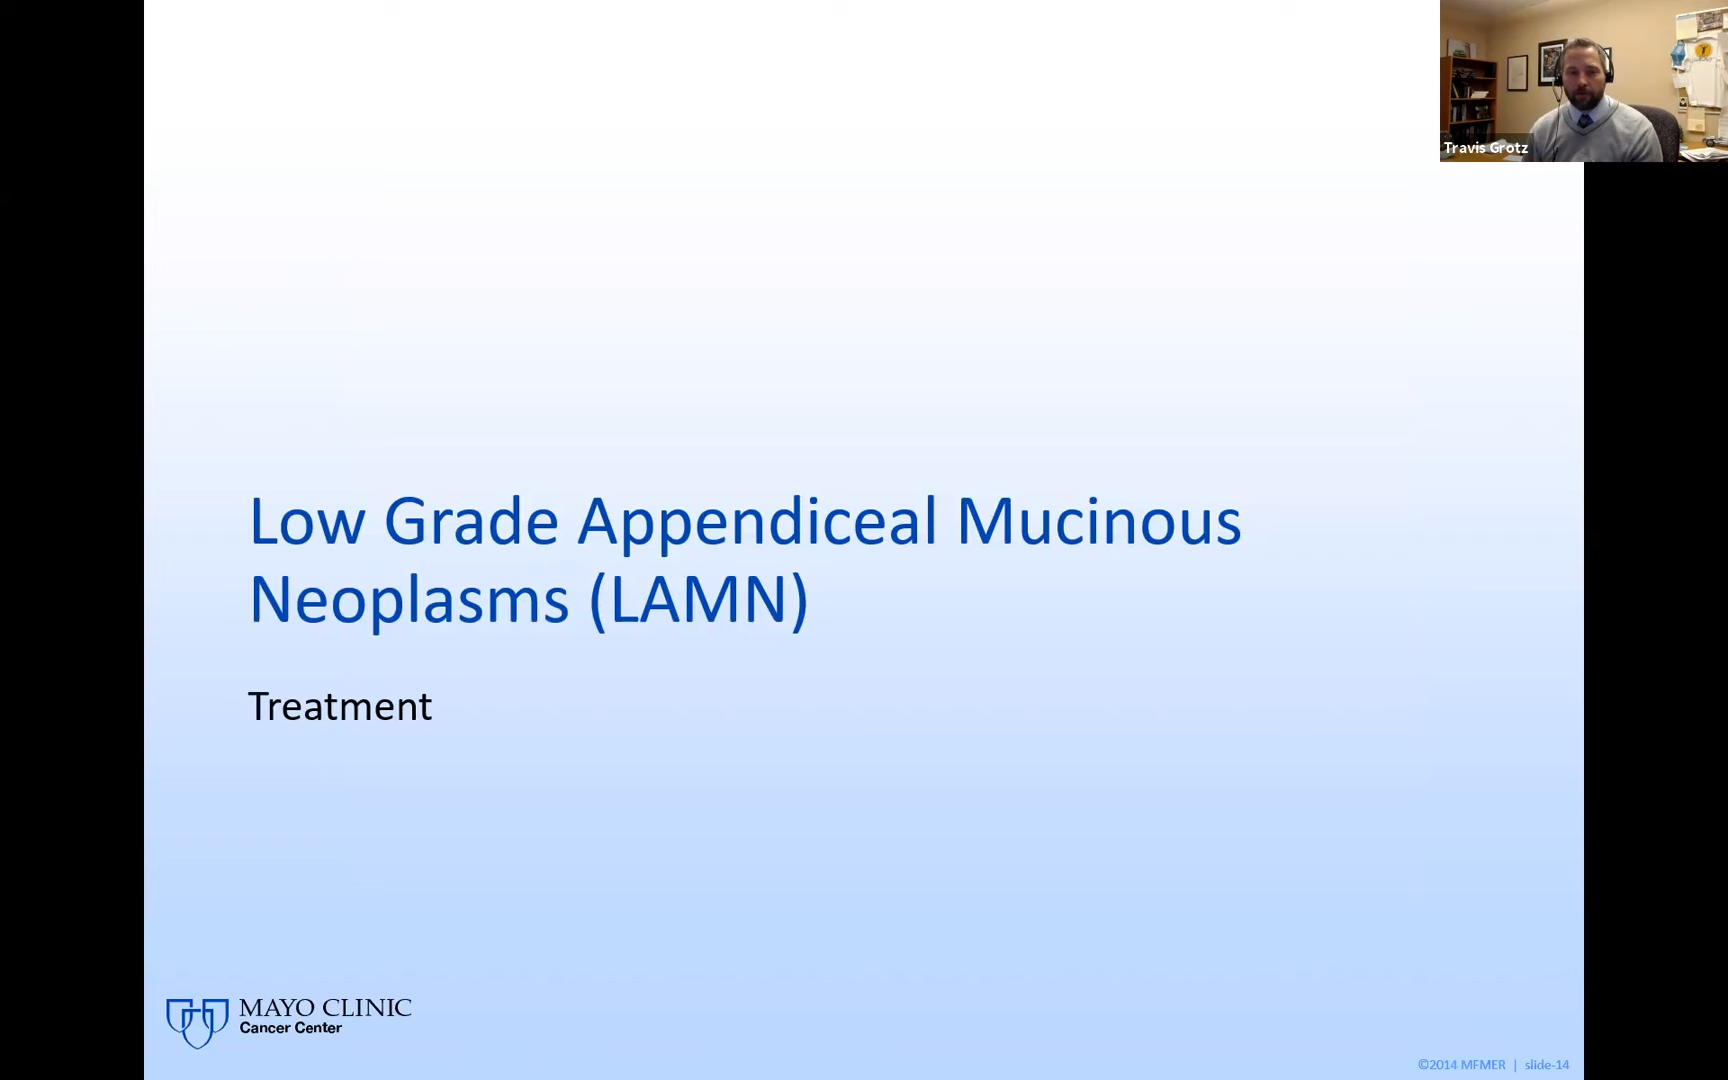 Travis Grotz
Low Grade Appendiceal Mucinous
Neoplasms (LAMN)
Treatment
MAYO CLINIC
Cancer Center
©2014 MFMER | slide-14